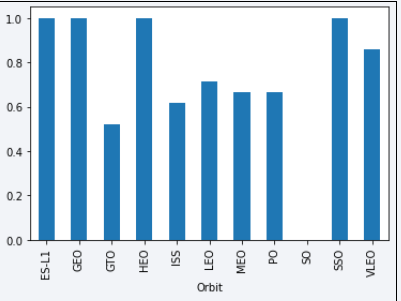 1.0
0.8
0.6
0.4
0.2
0.0
ES-L1
GEO
GTO
HEO
ISS
LEO
MEO
PO
SO
SSO
VLEO
Orbit